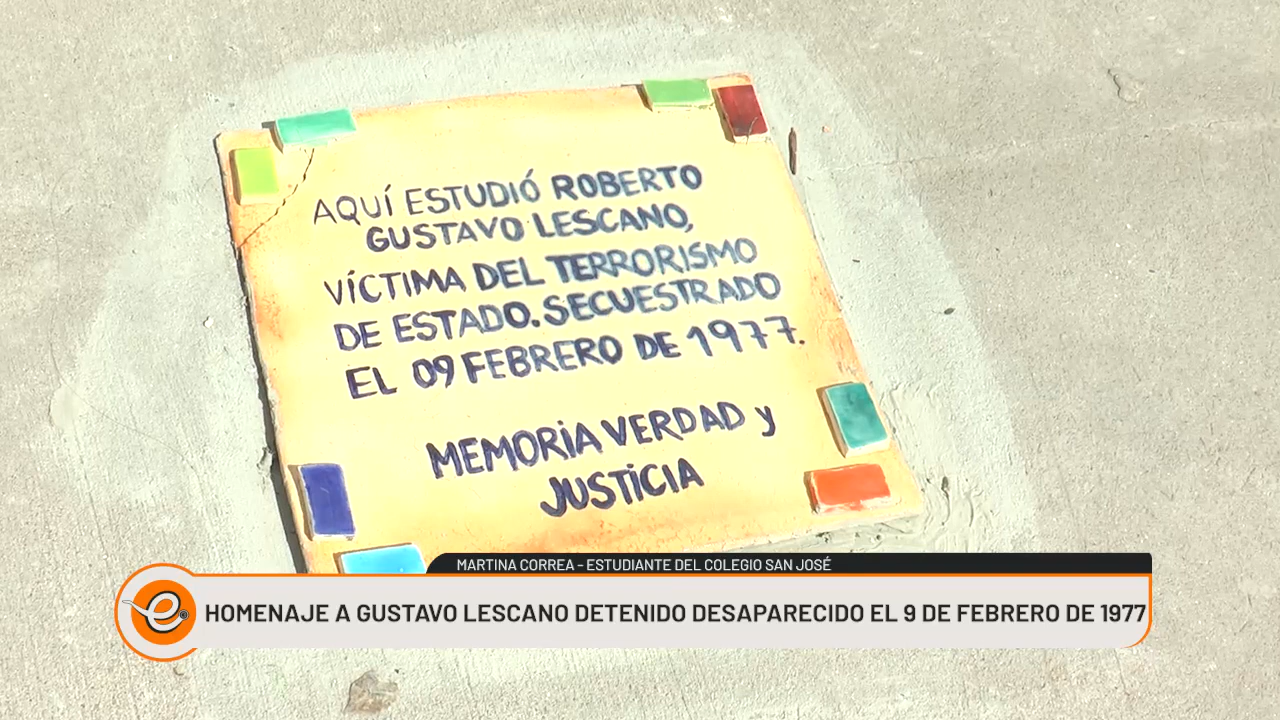 AQUÍ ESTUDIÓ ROBERTO
GUSTAVO LESCANO,
VÍCTIMA DEL TERRORISMO
DE ESTADO. SECUESTRADO
EL 09 FEBRERO DE 1977.
MEMORIA VERDAD y
JUSTICIA
MARTINA CORREA - ESTUDIANTE DEL COLEGIO SAN JOSÉ
HOMENAJE A GUSTAVO LESCANO DETENIDO DESAPARECIDO EL 9 DE FEBRERO DE 1977